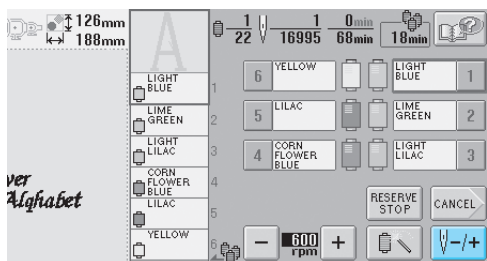 126mm
188mm
A
1 1 0min
22 16995 68min 18min
LIGHT
BLUE
1
LIME
GREEN
2
LIGHT
LILAC
3
CORN
FLOWER
BLUE
4
LILAC
5
YELLOW
6
ver
Alphabet
6 YELLOW
LIGHT
BLUE 1
5 LILAC
LIME
GREEN 2
4 CORN
FLOWER
BLUE
LIGHT
LILAC 3
RESERVE
STOP
CANCEL
- 600 +
rpm
-/+